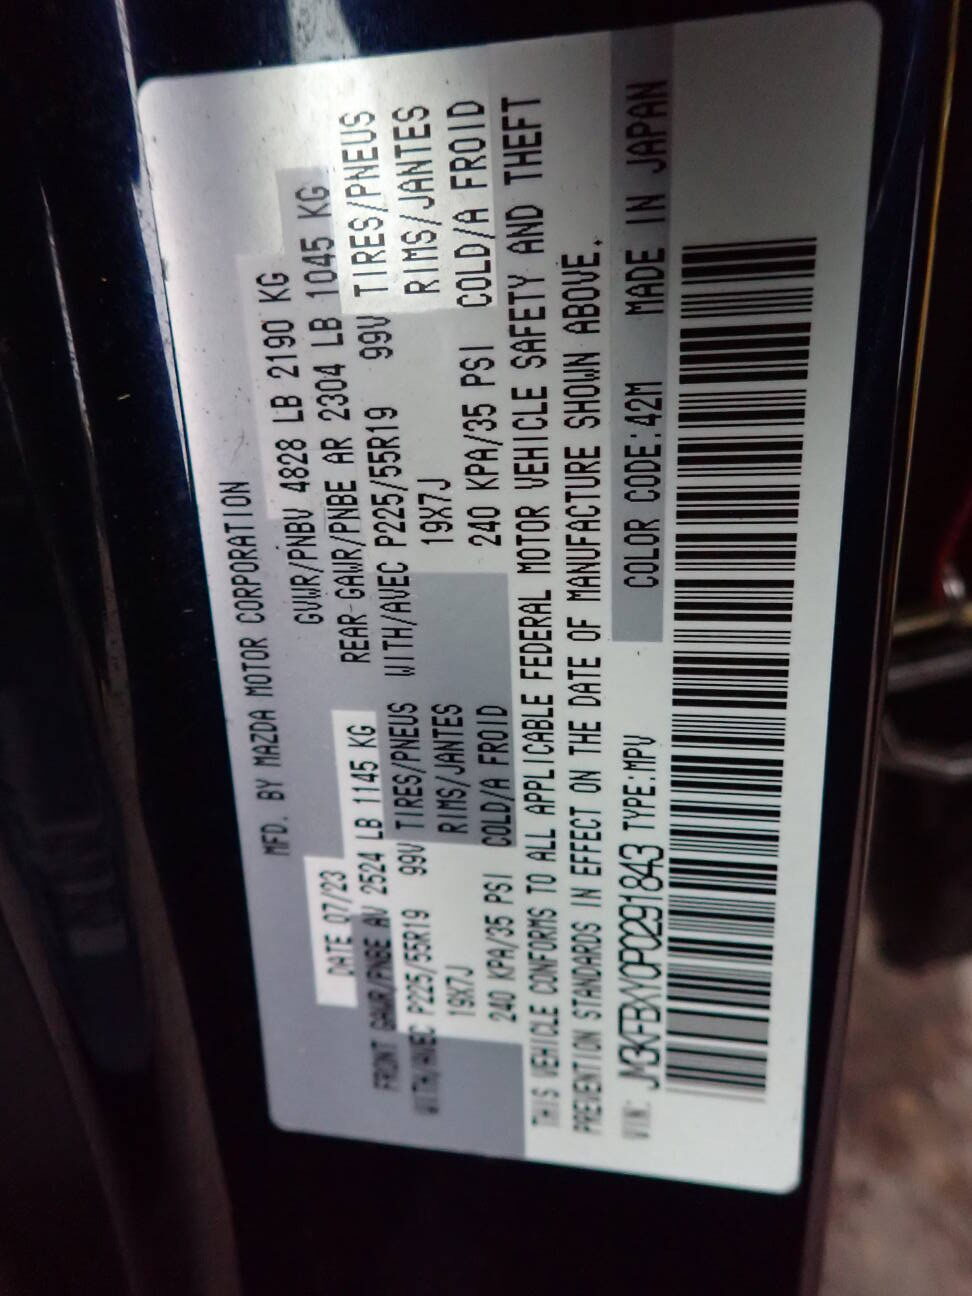 MFD. BY MAZDA MOTOR CORPORATION
DATE 07/23 GVWR/PNBV 4828 LB 2190 KG
FRONT GAWR/PNBE AV 2524 LB 1145 KG REAR GAWR/PNBE AR 2304 LB 1045 KG
WITH/AVEC P225/55R19 99V TIRES/PNEUS WITH/AVEC P225/55R19 99V TIRES/PNEUS
19X7J RIMS/JANTES 19X7J RIMS/JANTES
240 KPA/35 PSI COLD/A FROID 240 KPA/35 PSI COLD/A FROID
THIS VEHICLE CONFORMS TO ALL APPLICABLE FEDERAL MOTOR VEHICLE SAFETY AND THEFT
PREVENTION STANDARDS IN EFFECT ON THE DATE OF MANUFACTURE SHOWN ABOVE.
VIN: JM3KFBXY0P0291843 TYPE:MPV COLOR CODE:42M MADE IN JAPAN